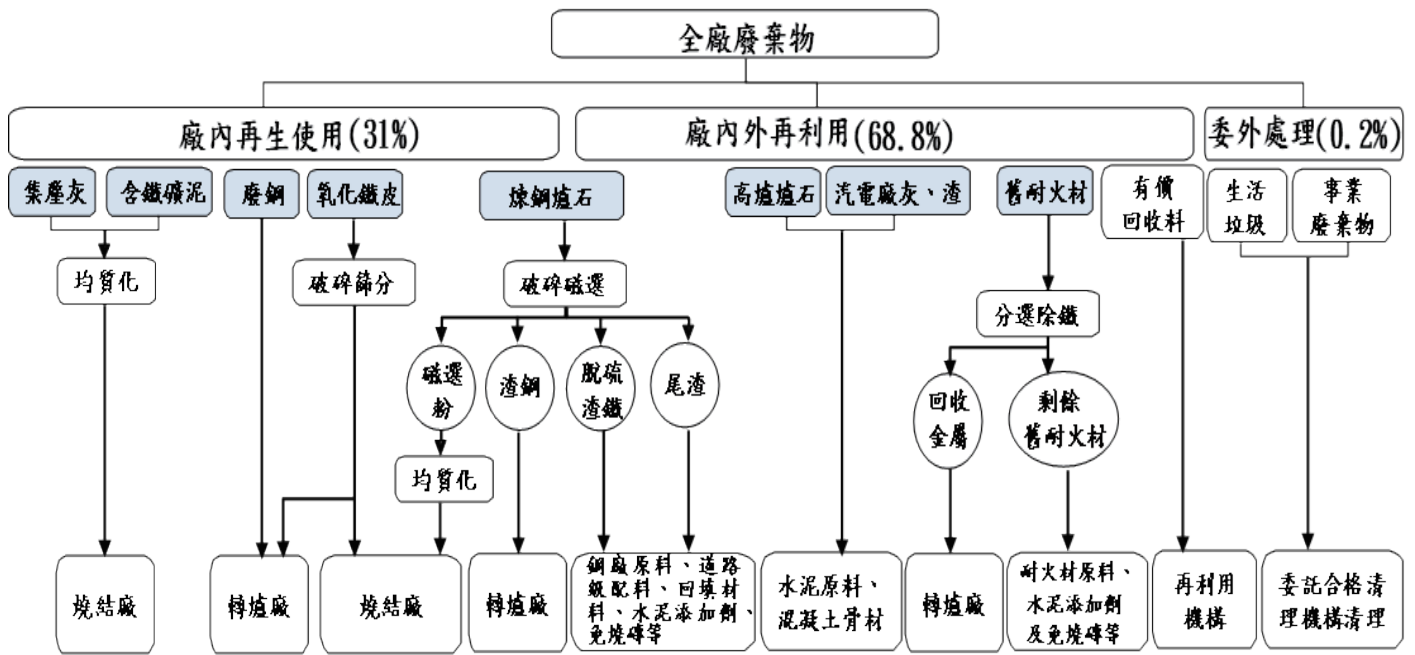 全廠廢棄物
廠內再生使用(31%)
廠內外再利用(68.8%)
委外處理(0.2%)
集塵灰
含鐵礦泥
廢鋼
氧化鐵皮
煉鋼爐石
高爐爐石
汽電廠灰、渣
舊耐火材
有價
回收料
生活
垃圾
事業
廢棄物
均質化
破碎篩分
破碎磁選
分選除鐵
磁選
粉
渣鋼
脫硫
渣鐵
尾渣
回收
金屬
剩餘
舊耐火材
均質化
燒結廠
轉爐廠
燒結廠
轉爐廠
鋼廠原料、道路
級配料、回填材
料、水泥添加劑、
免燒磚等
水泥原料、
混凝土骨材
轉爐廠
耐火材原料、
水泥添加劑
及免燒磚等
再利用
機構
委託合格清
理機構清理